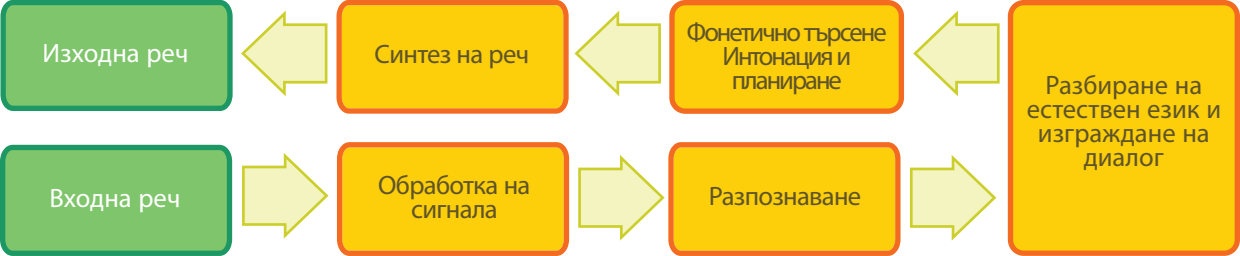 Изходна реч
Синтез на реч
Фонетично търсене
Интонация и
планиране
Разбиране на
естествен език и
изграждане на
диалог
Входна реч
Обработка на
сигнала
Разпознаване